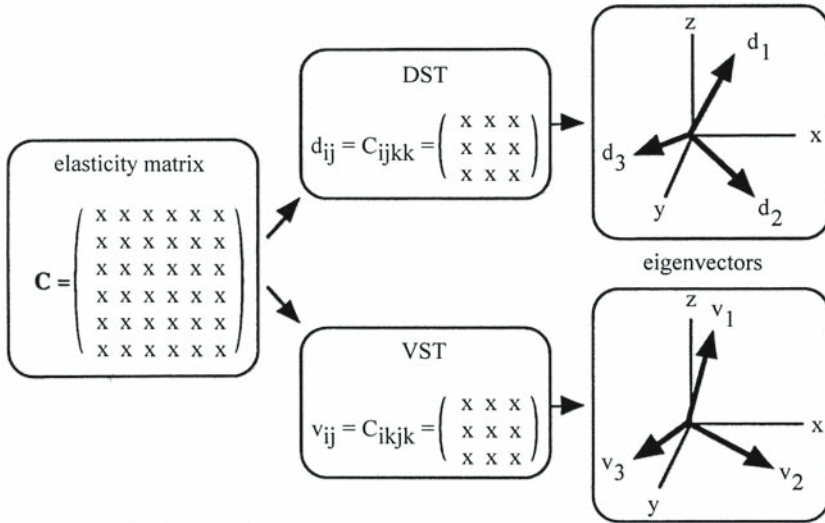 elasticity matrix
C = ( x x x x x x
x x x x x x
x x x x x x
x x x x x x
x x x x x x
x x x x x x )
DST
d_ij = C_ijkk = ( x x x
x x x
x x x )
z
d_1
x
d_3
y
d_2
eigenvectors
VST
v_ij = C_ikjk = ( x x x
x x x
x x x )
z
v_1
x
v_3
v_2
y